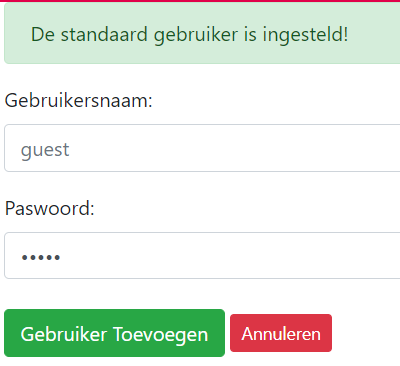 De standaard gebruiker is ingesteld!
Gebruikersnaam:
guest
Paswoord:
•••••
Gebruiker Toevoegen Annuleren